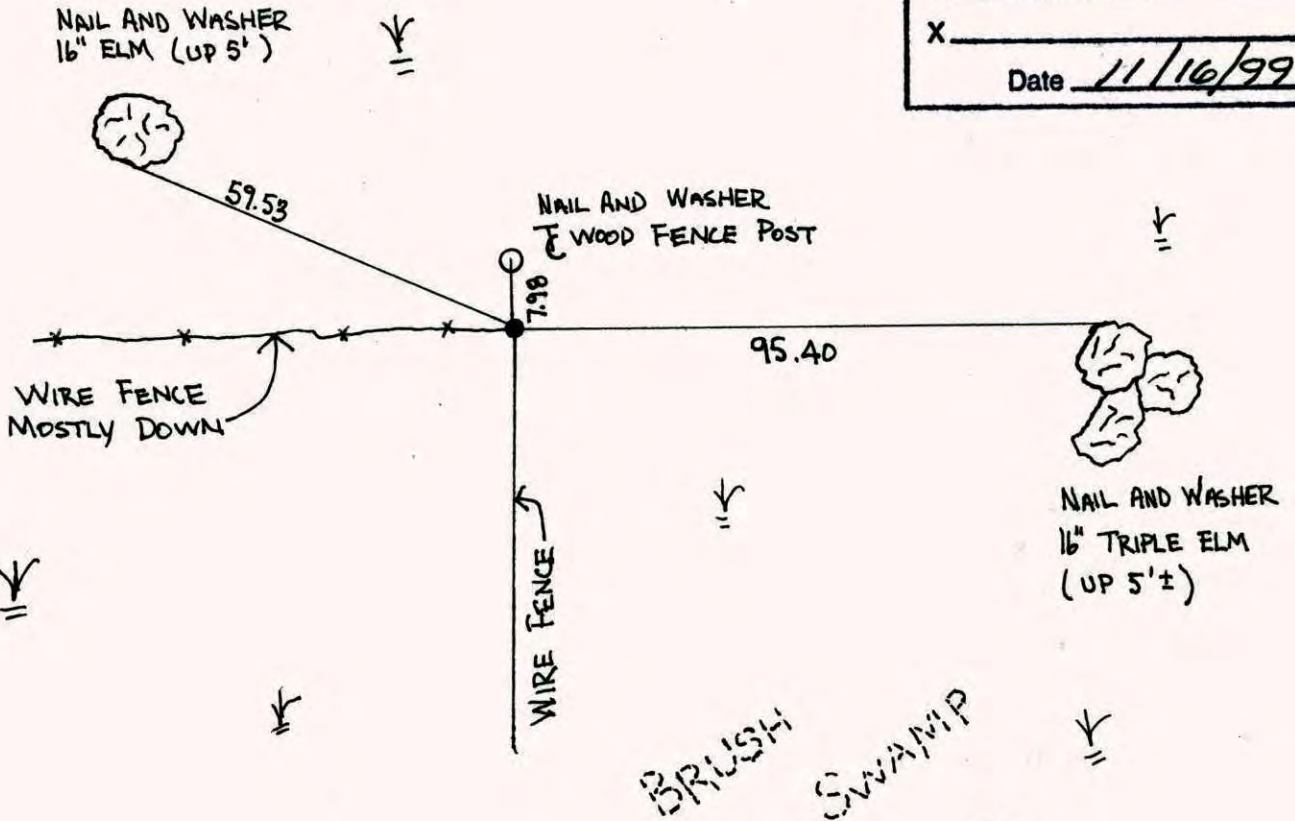 NAIL AND WASHER
16" ELM (UP 5')
X
Date 11/16/99
59.53
NAIL AND WASHER
℄ WOOD FENCE POST
7.98
95.40
WIRE FENCE
MOSTLY DOWN
NAIL AND WASHER
16" TRIPLE ELM
(UP 5'±)
WIRE FENCE
BRUSH SWAMP